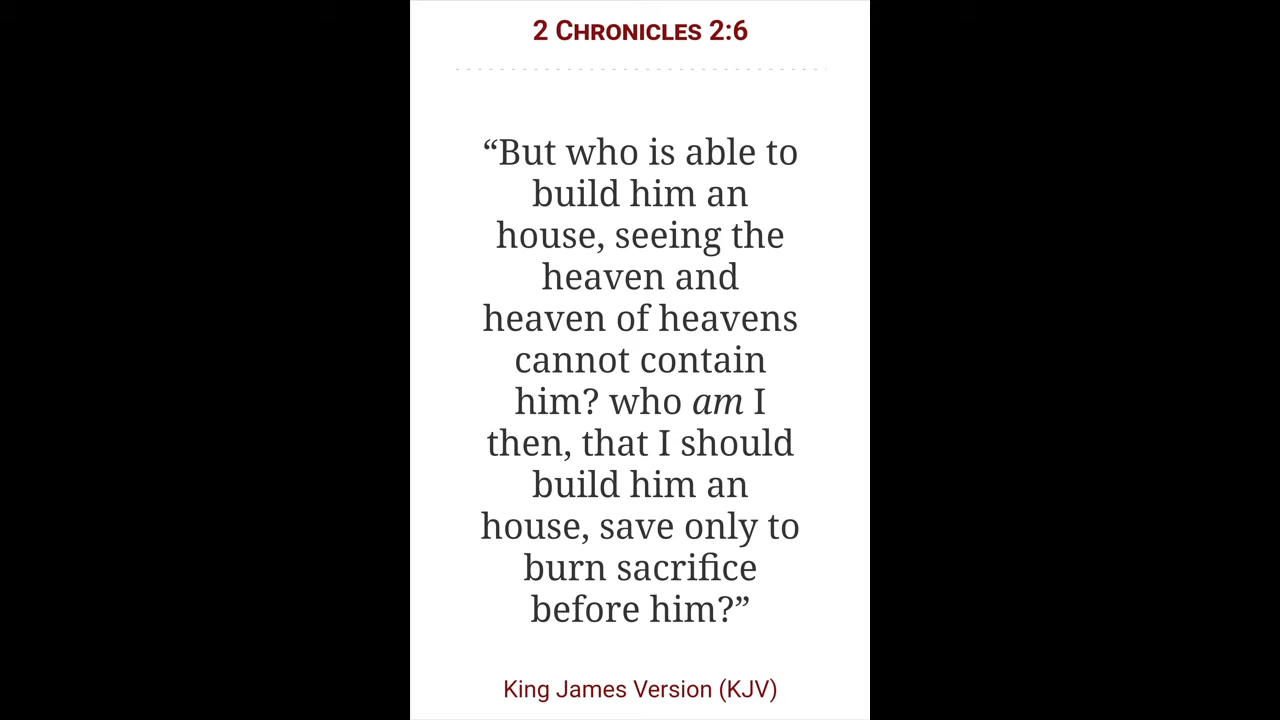 2 Chronicles 2:6
“But who is able to
build him an
house, seeing the
heaven and
heaven of heavens
cannot contain
him? who am I
then, that I should
build him an
house, save only to
burn sacrifice
before him?”
King James Version (KJV)